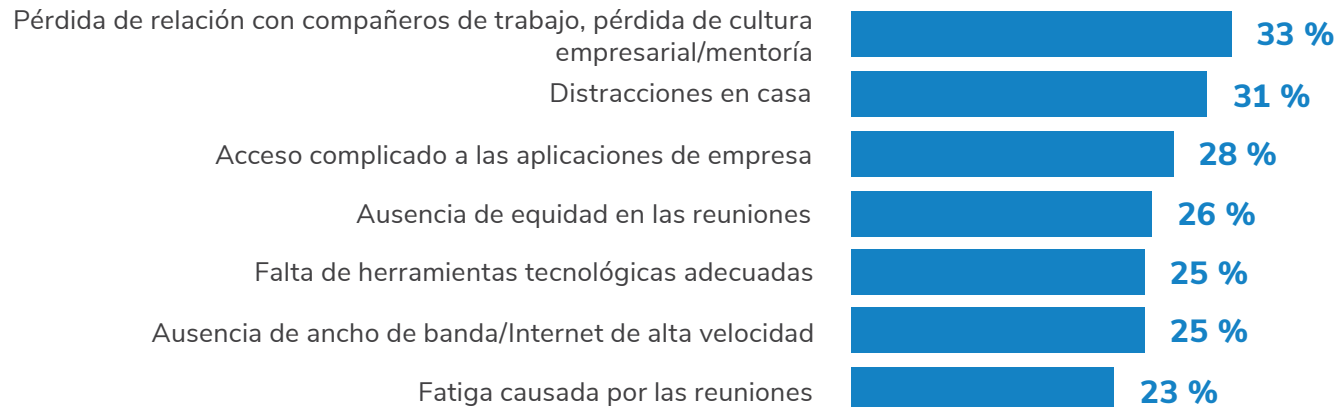 Pérdida de relación con compañeros de trabajo, pérdida de cultura
empresarial/mentoría
33 %
Distracciones en casa
31 %
Acceso complicado a las aplicaciones de empresa
28 %
Ausencia de equidad en las reuniones
26 %
Falta de herramientas tecnológicas adecuadas
25 %
Ausencia de ancho de banda/Internet de alta velocidad
25 %
Fatiga causada por las reuniones
23 %